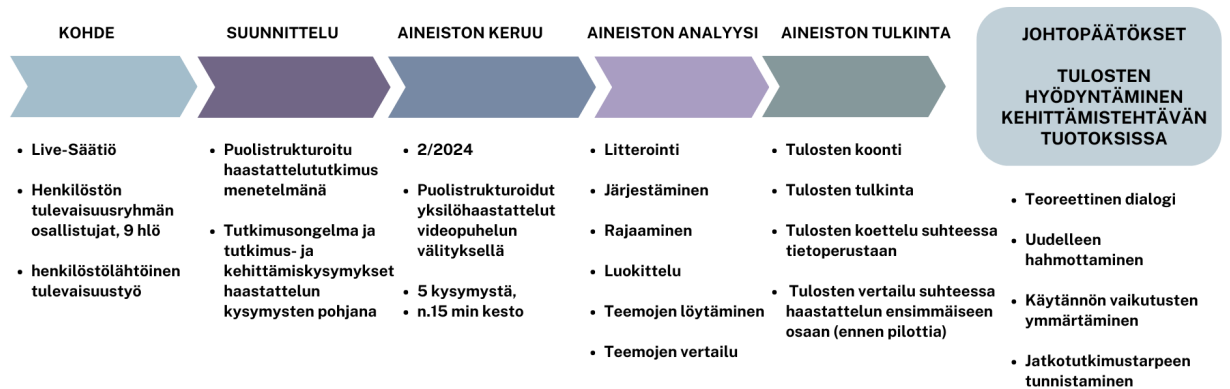 KOHDE
Live-Säätiö
Henkilöstön
tulevaisuusryhmän
osallistujat, 9 hlö
henkilöstölähtöinen
tulevaisuustyö
SUUNNITTELU
Puolistrukturoitu
haastattelututkimus
menetelmänä
Tutkimusongelma ja
tutkimus- ja
kehittämiskysymykset
haastattelun
kysymysten pohjana
AINEISTON KERUU
2/2024
Puolistrukturoidut
yksilöhaastattelut
videopuhelun
välityksellä
5 kysymystä,
n.15 min kesto
AINEISTON ANALYYSI
Litterointi
Järjestäminen
Rajaaminen
Luokittelu
Teemojen löytäminen
Teemojen vertailu
AINEISTON TULKINTA
Tulosten koonti
Tulosten tulkinta
Tulosten koettelu suhteessa
tietoperustaan
Tulosten vertailu suhteessa
haastattelun ensimmäiseen
osaan (ennen pilottia)
JOHTOPÄÄTÖKSET
TULOSTEN
HYÖDYNTÄMINEN
KEHITTÄMISTEHTÄVÄN
TUOTOKSISSA
Teoreettinen dialogi
Uudelleen
hahmottaminen
Käytännön vaikutusten
ymmärtäminen
Jatkotutkimustarpeen
tunnistaminen